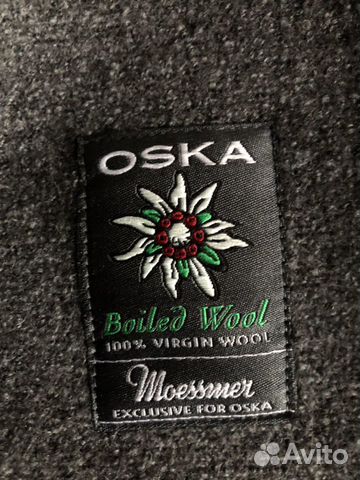 OSKA
Boiled Wool
100% VIRGIN WOOL
Moessmer
EXCLUSIVE FOR OSKA
Avito